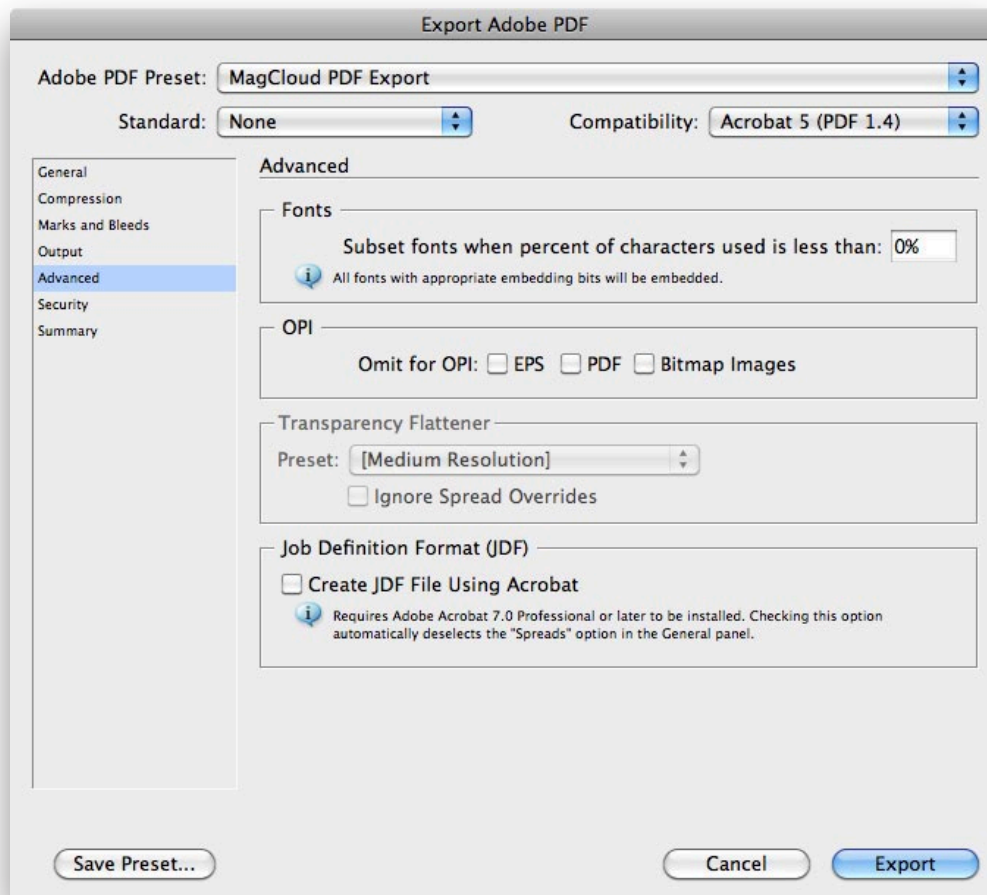 Export Adobe PDF
Adobe PDF Preset: MagCloud PDF Export
Standard: None Compatibility: Acrobat 5 (PDF 1.4)
General
Compression
Marks and Bleeds
Output
Advanced
Security
Summary
Advanced
Fonts
Subset fonts when percent of characters used is less than: 0%
All fonts with appropriate embedding bits will be embedded.
OPI
Omit for OPI: EPS PDF Bitmap Images
Transparency Flattener
Preset: [Medium Resolution]
Ignore Spread Overrides
Job Definition Format (JDF)
Create JDF File Using Acrobat
Requires Adobe Acrobat 7.0 Professional or later to be installed. Checking this option
automatically deselects the "Spreads" option in the General panel.
Save Preset... Cancel Export